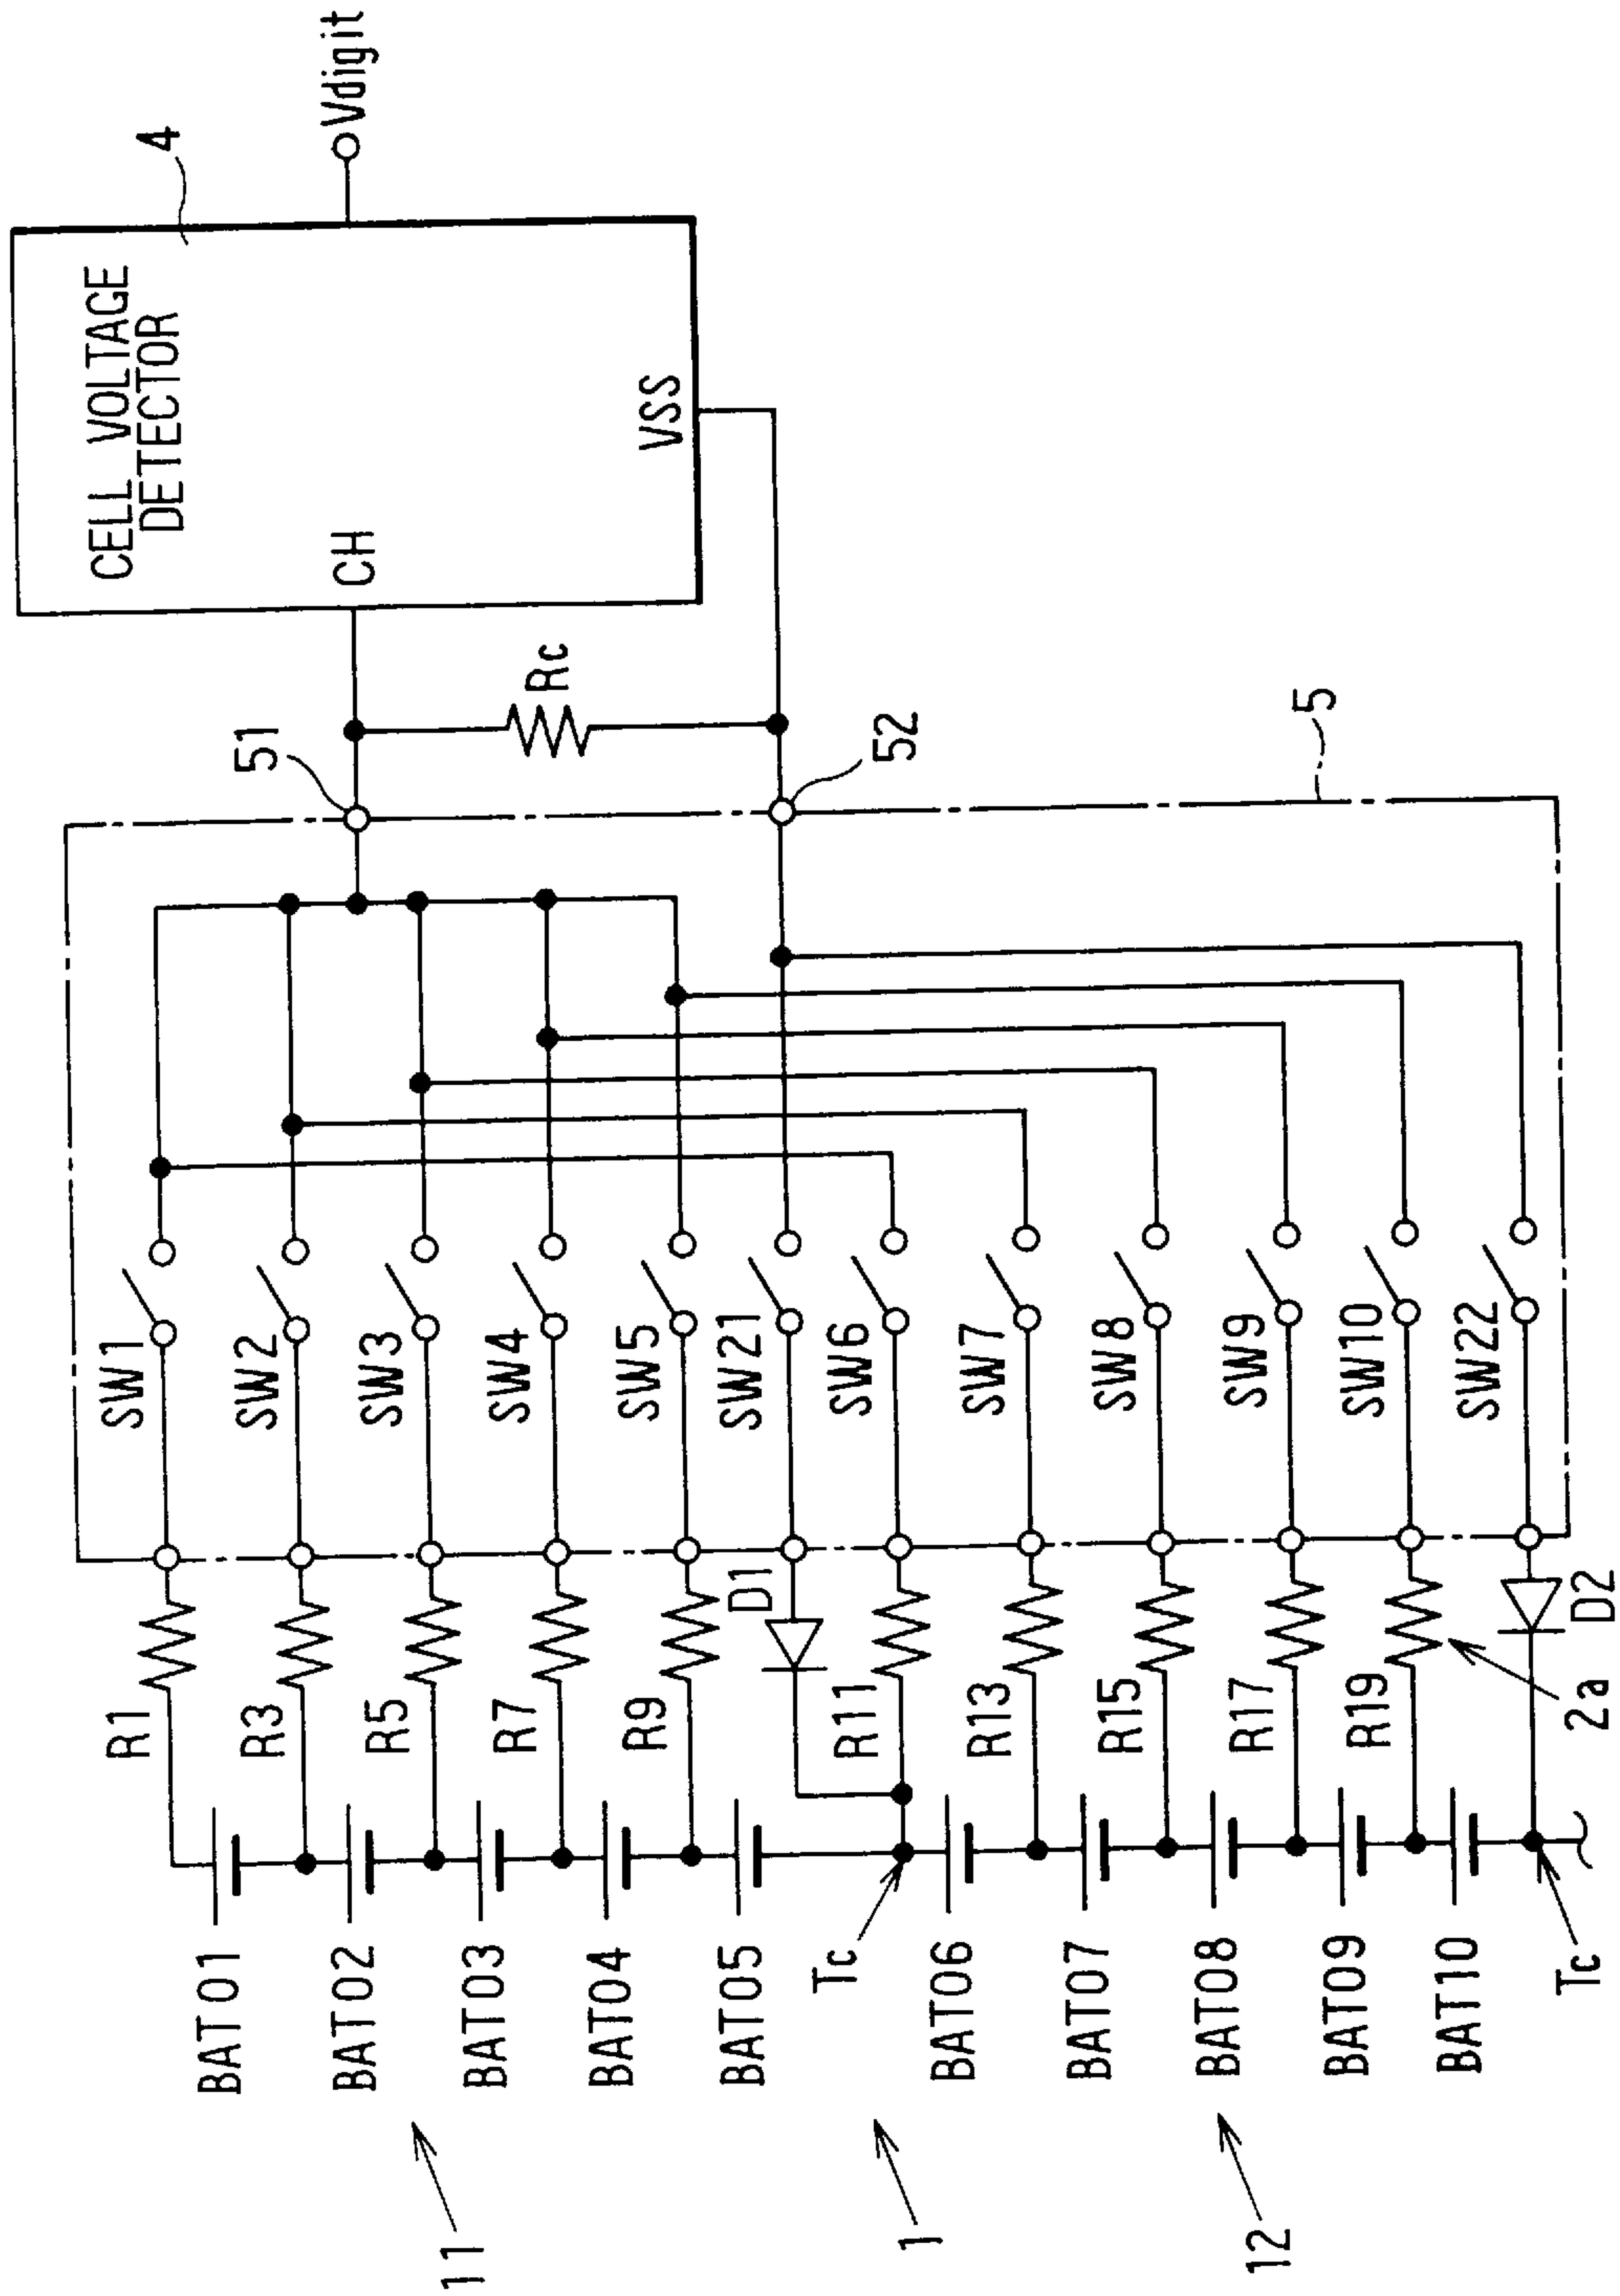 4
CELL VOLTAGE
DETECTOR
Vdigit
CH
VSS
51
Rc
52
5
SW1
SW2
SW3
SW4
SW5
SW21
SW6
SW7
SW8
SW9
SW10
SW22
R1
R3
R5
R7
R9
D1
R11
R13
R15
R17
R19
D2
2a
BAT01
BAT02
BAT03
BAT04
BAT05
Tc
BAT06
BAT07
BAT08
BAT09
BAT10
Tc
11
1
12